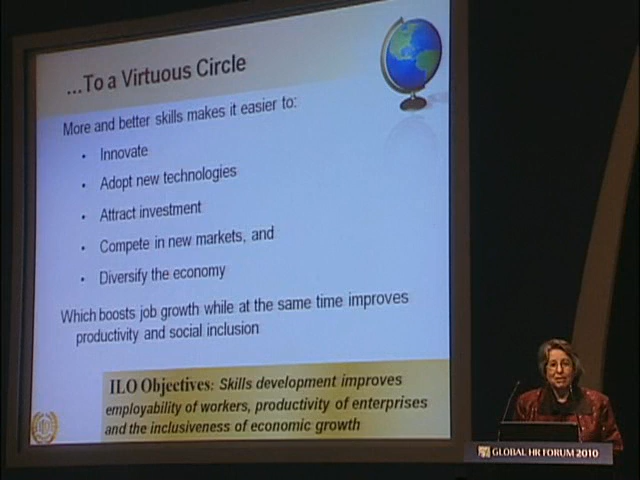 ...To a Virtuous Circle
More and better skills makes it easier to:
• Innovate
• Adopt new technologies
• Attract investment
• Compete in new markets, and
• Diversify the economy
Which boosts job growth while at the same time improves
productivity and social inclusion
ILO Objectives: Skills development improves
employability of workers, productivity of enterprises
and the inclusiveness of economic growth
GLOBAL HR FORUM 2010